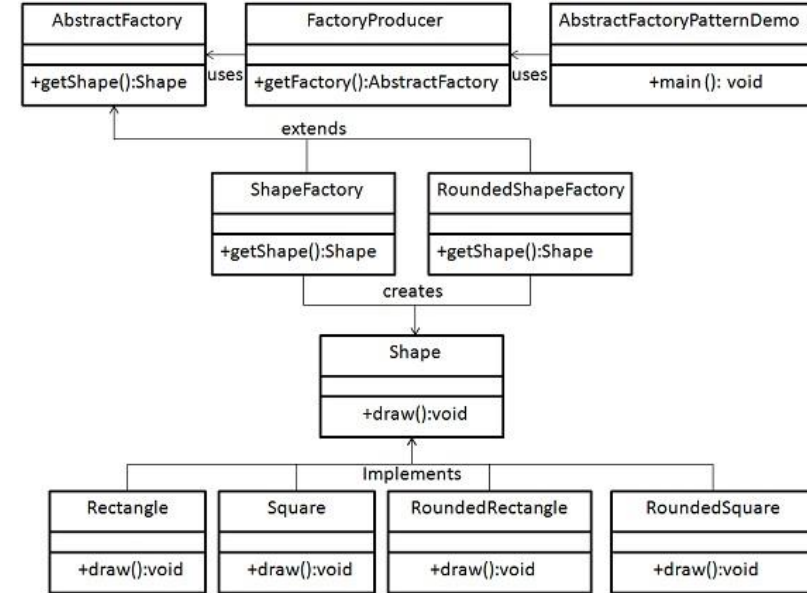 AbstractFactory
+getShape():Shape
uses
FactoryProducer
+getFactory():AbstractFactory
uses
AbstractFactoryPatternDemo
+main (): void
extends
ShapeFactory
+getShape():Shape
RoundedShapeFactory
+getShape():Shape
creates
Shape
+draw():void
Implements
Rectangle
+draw():void
Square
+draw():void
RoundedRectangle
+draw():void
RoundedSquare
+draw():void